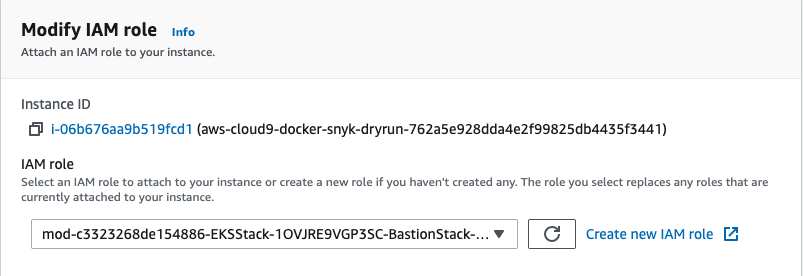 Modify IAM role Info
Attach an IAM role to your instance.
Instance ID
i-06b676aa9b519fcd1 (aws-cloud9-docker-snyk-dryrun-762a5e928dda4e2f99825db4435f3441)
IAM role
Select an IAM role to attach to your instance or create a new role if you haven't created any. The role you select replaces any roles that are
currently attached to your instance.
mod-c3323268de154886-EKSStack-1OVJRE9VGP3SC-BastionStack-... Create new IAM role